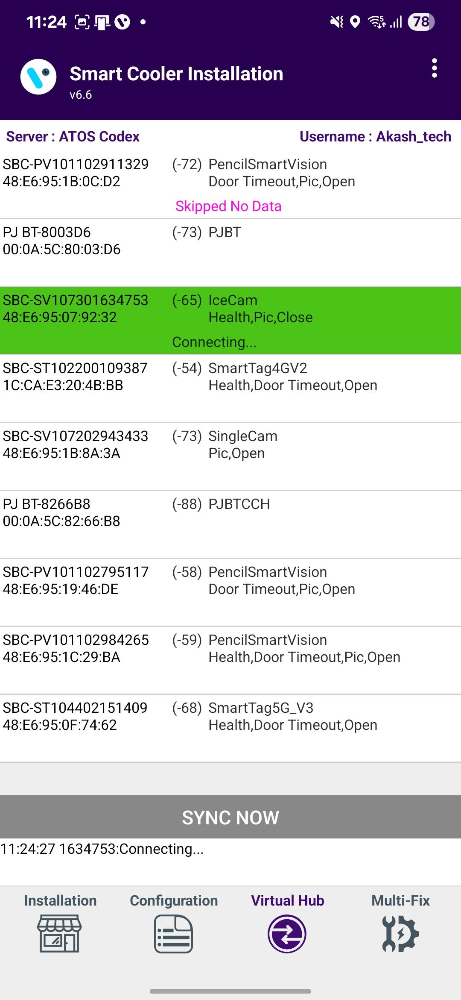 11:24
5
78
Smart Cooler Installation
v6.6
Server : ATOS Codex Username : Akash_tech
SBC-PV101102911329 (-72) PencilSmartVision
48:E6:95:1B:0C:D2 Door Timeout,Pic,Open
Skipped No Data
PJ BT-8003D6 (-73) PJBT
00:0A:5C:80:03:D6
SBC-SV107301634753 (-65) IceCam
48:E6:95:07:92:32 Health,Pic,Close
Connecting...
SBC-ST102200109387 (-54) SmartTag4GV2
1C:CA:E3:20:4B:BB Health,Door Timeout,Open
SBC-SV107202943433 (-73) SingleCam
48:E6:95:1B:8A:3A Pic,Open
PJ BT-8266B8 (-88) PJBTCCH
00:0A:5C:82:66:B8
SBC-PV101102795117 (-58) PencilSmartVision
48:E6:95:19:46:DE Door Timeout,Pic,Open
SBC-PV101102984265 (-59) PencilSmartVision
48:E6:95:1C:29:BA Health,Door Timeout,Pic,Open
SBC-ST104402151409 (-68) SmartTag5G_V3
48:E6:95:0F:74:62 Health,Door Timeout,Open
SYNC NOW
11:24:27 1634753:Connecting...
Installation Configuration Virtual Hub Multi-Fix